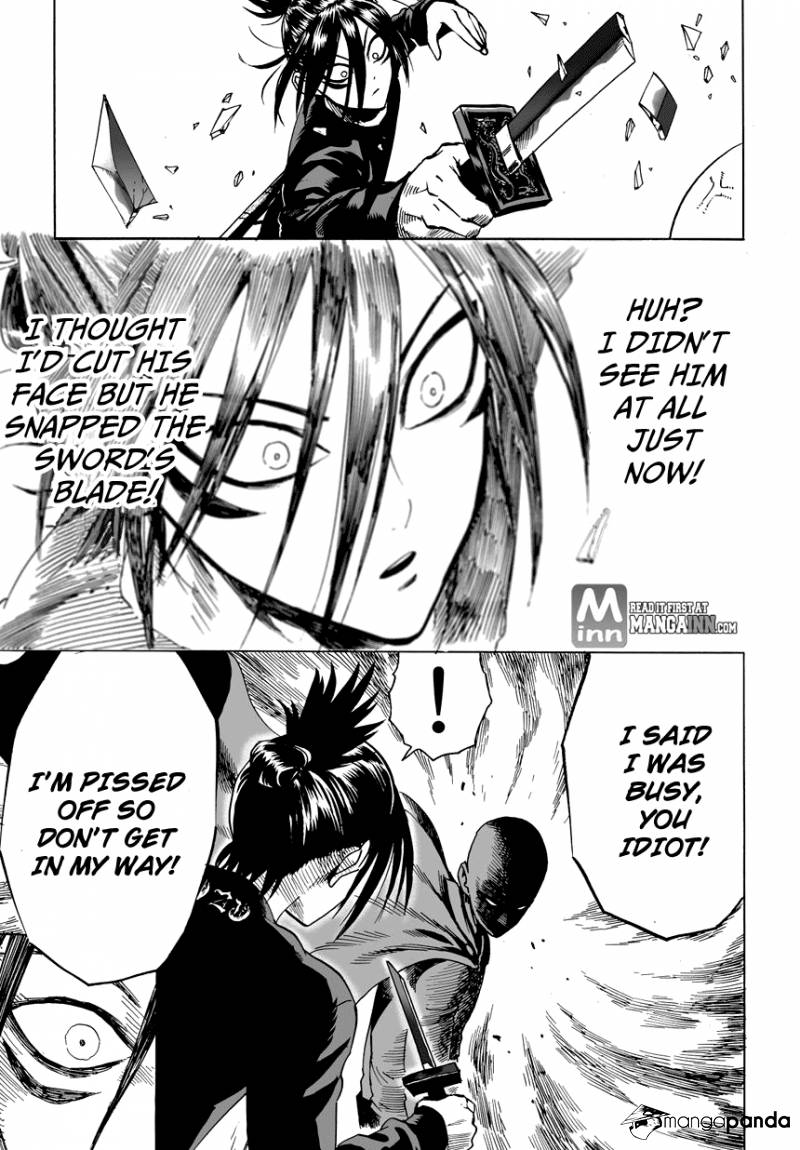 HUH?
I DIDN'T
SEE HIM
AT ALL
JUST
NOW!
I THOUGHT
I'D CUT HIS
FACE BUT HE
SNAPPED THE
SWORD'S
BLADE!
M
inn
READ IT FIRST AT
MANGAINN.COM
!
I SAID
I WAS
BUSY,
YOU
IDIOT!
I'M PISSED
OFF SO
DON'T GET
IN MY WAY!
mangapanda